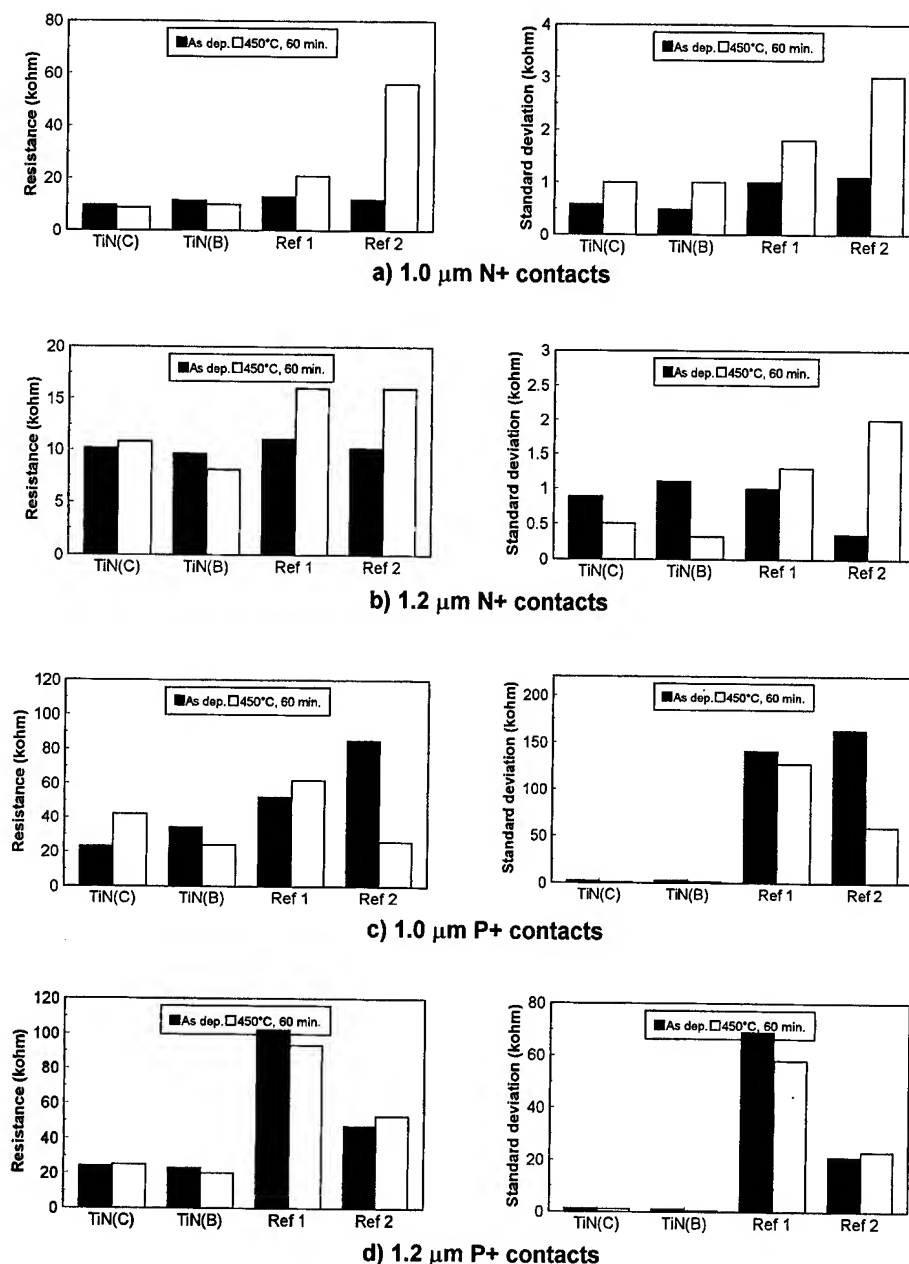 80
60
40
20
0
Resistance (kohm)
As dep. 450°C, 60 min.
TiN(C) TiN(B) Ref 1 Ref 2
4
3
2
1
0
Standard deviation (kohm)
As dep. 450°C, 60 min.
TiN(C) TiN(B) Ref 1 Ref 2
a) 1.0 μm N+ contacts
20
15
10
5
0
Resistance (kohm)
As dep. 450°C, 60 min.
TiN(C) TiN(B) Ref 1 Ref 2
3
2.5
2
1.5
1
0.5
0
Standard deviation (kohm)
As dep. 450°C, 60 min.
TiN(C) TiN(B) Ref 1 Ref 2
b) 1.2 μm N+ contacts
120
100
80
60
40
20
0
Resistance (kohm)
As dep. 450°C, 60 min.
TiN(C) TiN(B) Ref 1 Ref 2
200
150
100
50
0
Standard deviation (kohm)
As dep. 450°C, 60 min.
TiN(C) TiN(B) Ref 1 Ref 2
c) 1.0 μm P+ contacts
120
100
80
60
40
20
0
Resistance (kohm)
As dep. 450°C, 60 min.
TiN(C) TiN(B) Ref 1 Ref 2
80
60
40
20
0
Standard deviation (kohm)
As dep. 450°C, 60 min.
TiN(C) TiN(B) Ref 1 Ref 2
d) 1.2 μm P+ contacts